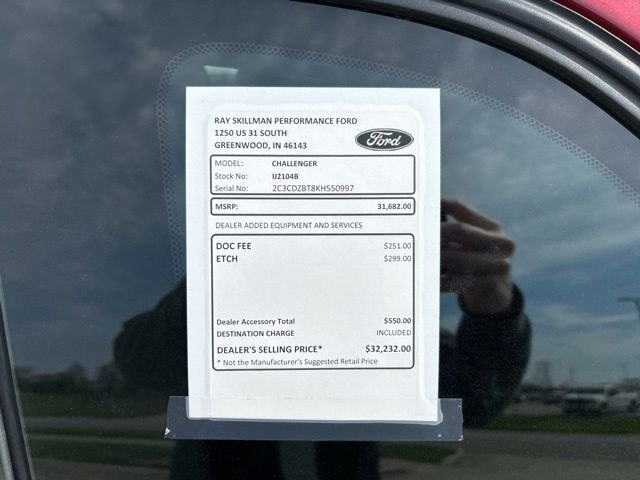 RAY SKILLMAN PERFORMANCE FORD
1250 US 31 SOUTH
GREENWOOD, IN 46143
Ford
MODEL: CHALLENGER
Stock No: IJ2104B
Serial No: 2C3CDZBT8KH550997
MSRP: 31,682.00
DEALER ADDED EQUIPMENT AND SERVICES
DOC FEE $251.00
ETCH $299.00
Dealer Accessory Total $550.00
DESTINATION CHARGE INCLUDED
DEALER'S SELLING PRICE* $32,232.00
* Not the Manufacturer's Suggested Retail Price